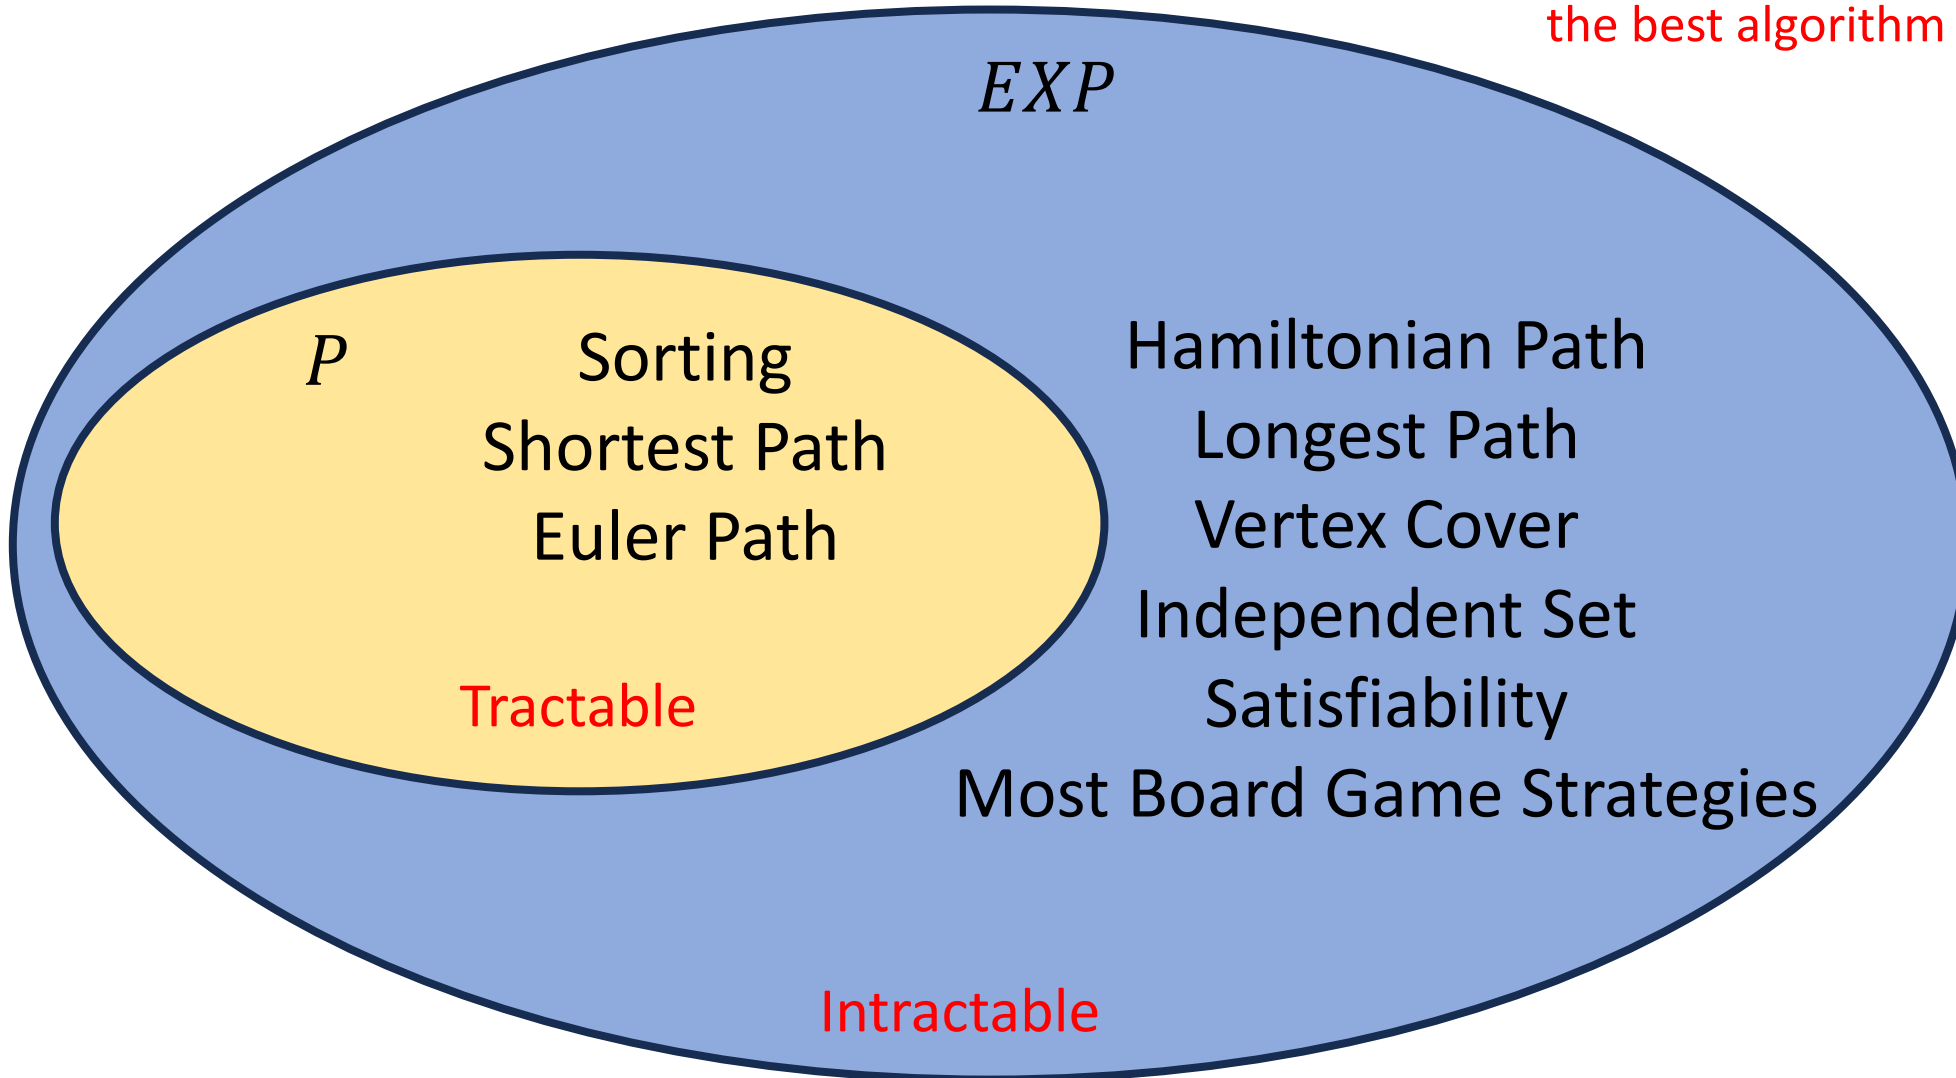 the best algorithm
EXP
P
Sorting
Shortest Path
Euler Path
Tractable
Hamiltonian Path
Longest Path
Vertex Cover
Independent Set
Satisfiability
Most Board Game Strategies
Intractable